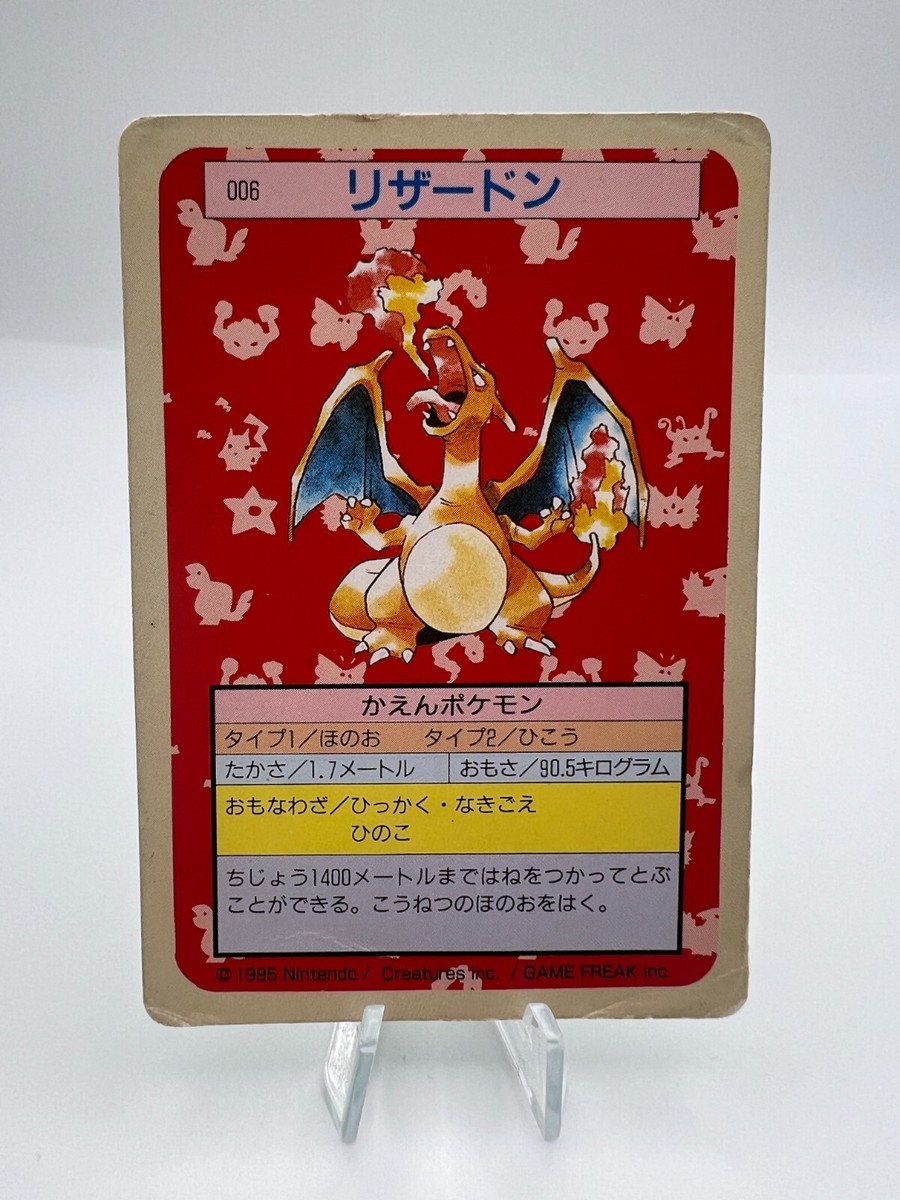 006 リザードン
かえんポケモン
タイプ1/ほのお タイプ2/ひこう
たかさ/1.7メートル おもさ/90.5キログラム
おもなわざ/ひっかく・なきごえ
ひのこ
ちじょう1400メートルまではねをつかってとぶ
ことができる。こうねつのほのおをはく。
© 1995 Nintendo / Creatures inc. / GAME FREAK inc.